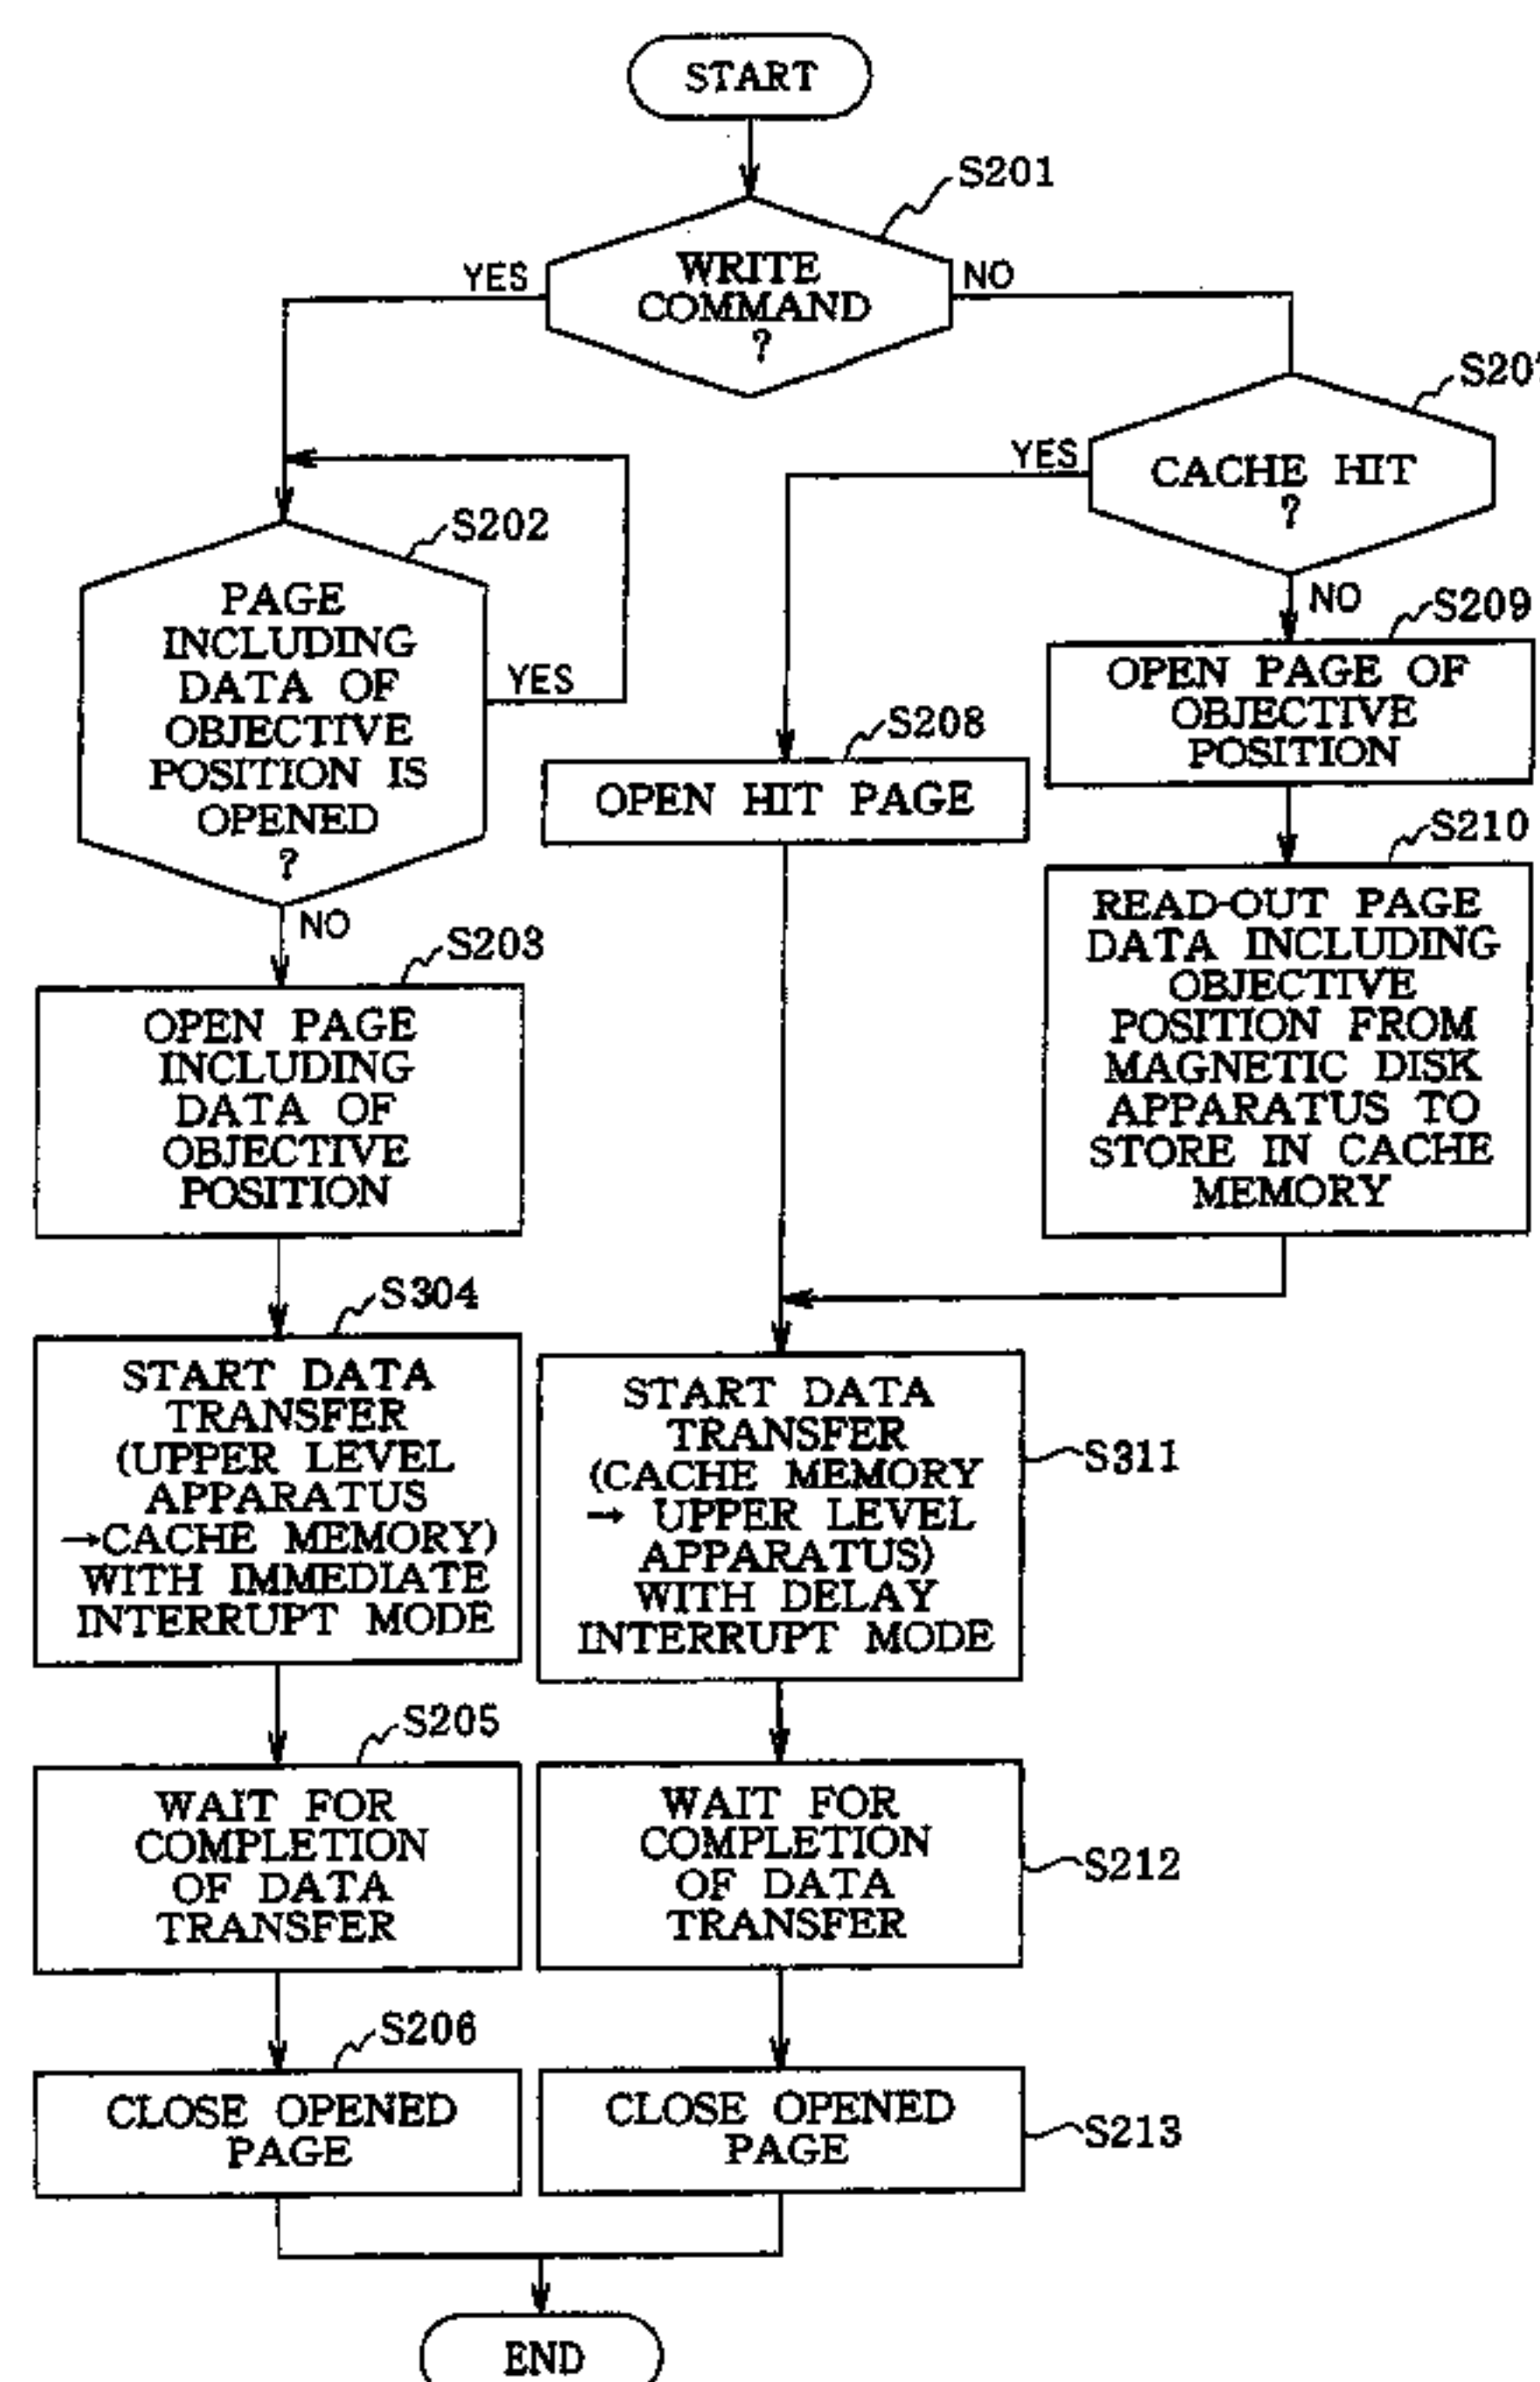 START
S201
WRITE
COMMAND
?
YES
NO
CACHE HIT
?
YES
NO
S202
PAGE
INCLUDING
DATA OF
OBJECTIVE
POSITION IS
OPENED
?
YES
NO
S203
OPEN PAGE
INCLUDING
DATA OF
OBJECTIVE
POSITION
S208
OPEN HIT PAGE
S209
OPEN PAGE OF
OBJECTIVE
POSITION
S210
READ-OUT PAGE
DATA INCLUDING
OBJECTIVE
POSITION FROM
MAGNETIC DISK
APPARATUS TO
STORE IN CACHE
MEMORY
S304
START DATA
TRANSFER
(UPPER LEVEL
APPARATUS
→CACHE MEMORY)
WITH IMMEDIATE
INTERRUPT MODE
S311
START DATA
TRANSFER
(CACHE MEMORY
→ UPPER LEVEL
APPARATUS)
WITH DELAY
INTERRUPT MODE
S205
WAIT FOR
COMPLETION
OF DATA
TRANSFER
S212
WAIT FOR
COMPLETION
OF DATA
TRANSFER
S206
CLOSE OPENED
PAGE
S213
CLOSE OPENED
PAGE
END